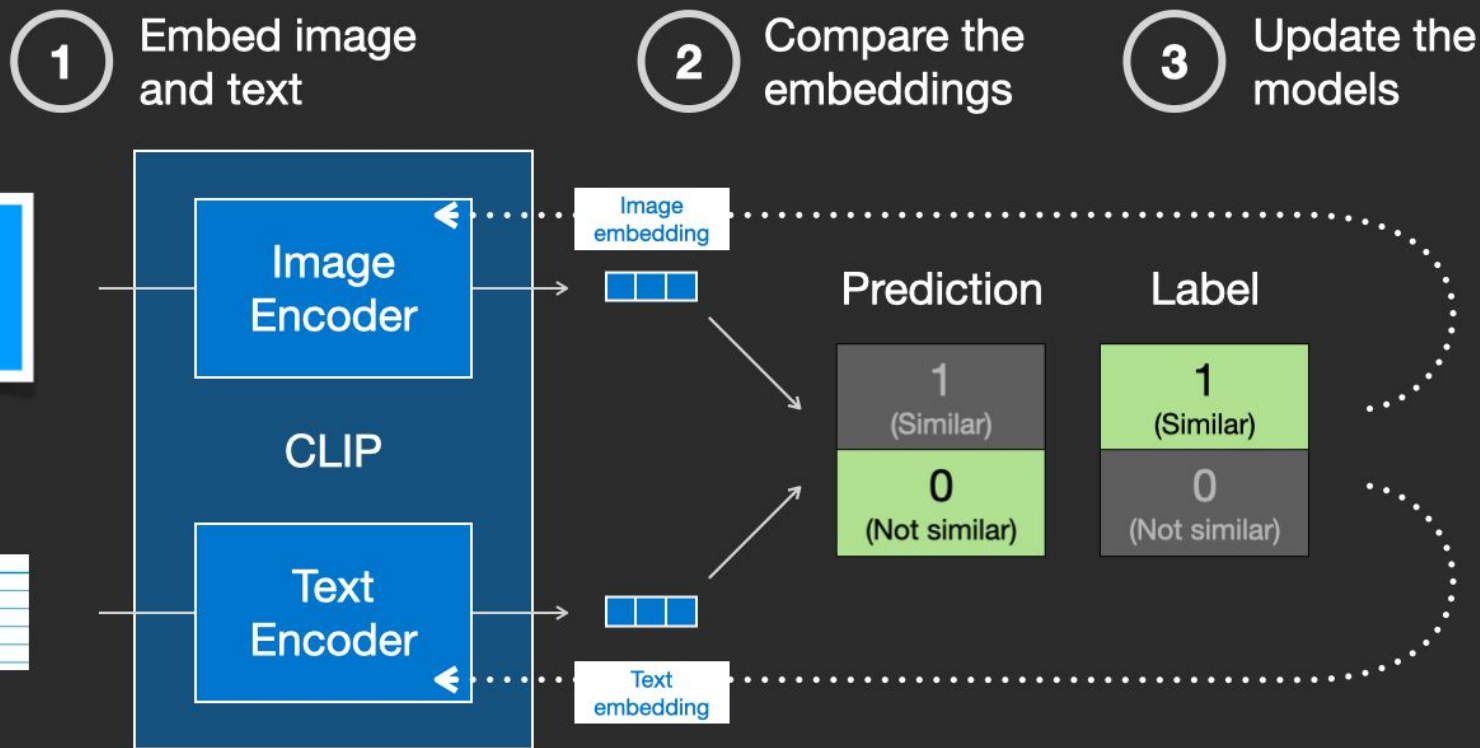 1
Embed image
and text
2
Compare the
embeddings
3
Update the
models
Image
Encoder
CLIP
Text
Encoder
Image
embedding
Text
embedding
Prediction
1
(Similar)
0
(Not similar)
Label
1
(Similar)
0
(Not similar)